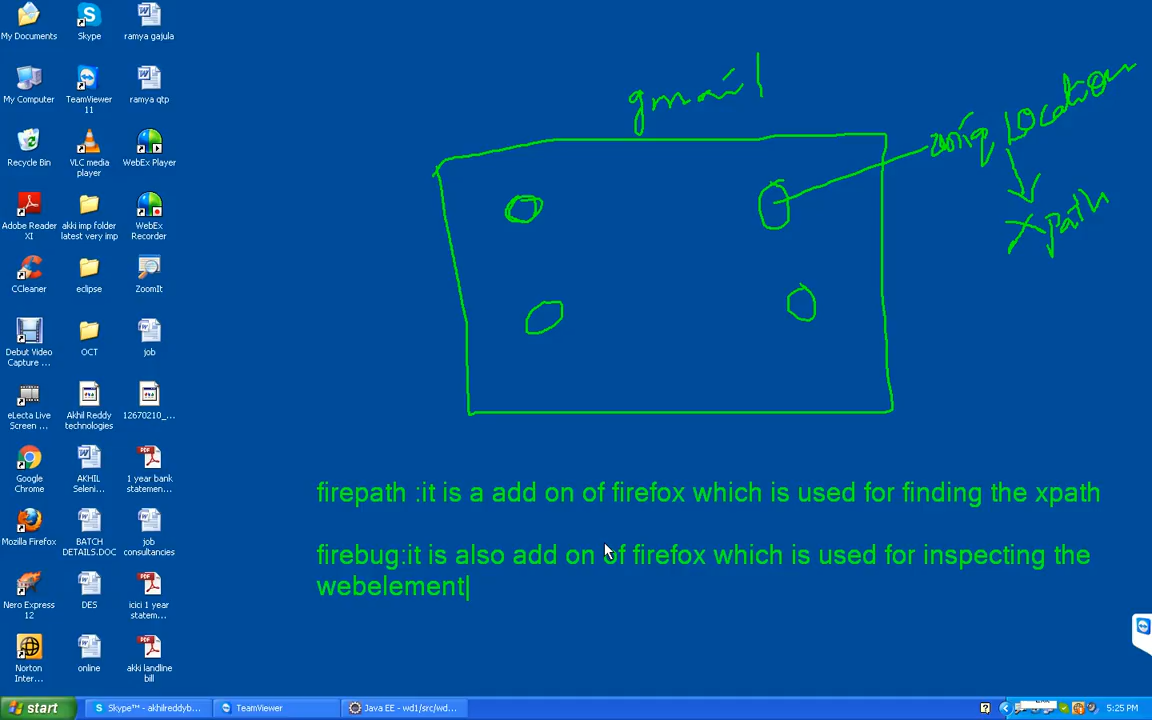 My Documents
Skype
ramya gajula
My Computer
TeamViewer
11
ramya qtp
Recycle Bin
VLC media
player
WebEx Player
Adobe Reader
XI
akki imp folder
latest very imp
WebEx
Recorder
CCleaner
eclipse
ZoomIt
Debut Video
Capture ...
OCT
job
eLecta Live
Screen ...
Akhil Reddy
technologies
12670210_...
Google
Chrome
AKHIL
Seleni...
1 year bank
statemen...
Mozilla Firefox
BATCH
DETAILS.DOC
job
consultancies
Nero Express
12
DES
icici 1 year
statem...
Norton
Inter...
online
akki landline
bill
gmail
Location
Xpath
firepath :it is a add on of firefox which is used for finding the xpath
firebug:it is also add on of firefox which is used for inspecting the
webelement
start
Skype™ - akhilreddyb...
TeamViewer
Java EE - wd1/src/wd...
5:25 PM